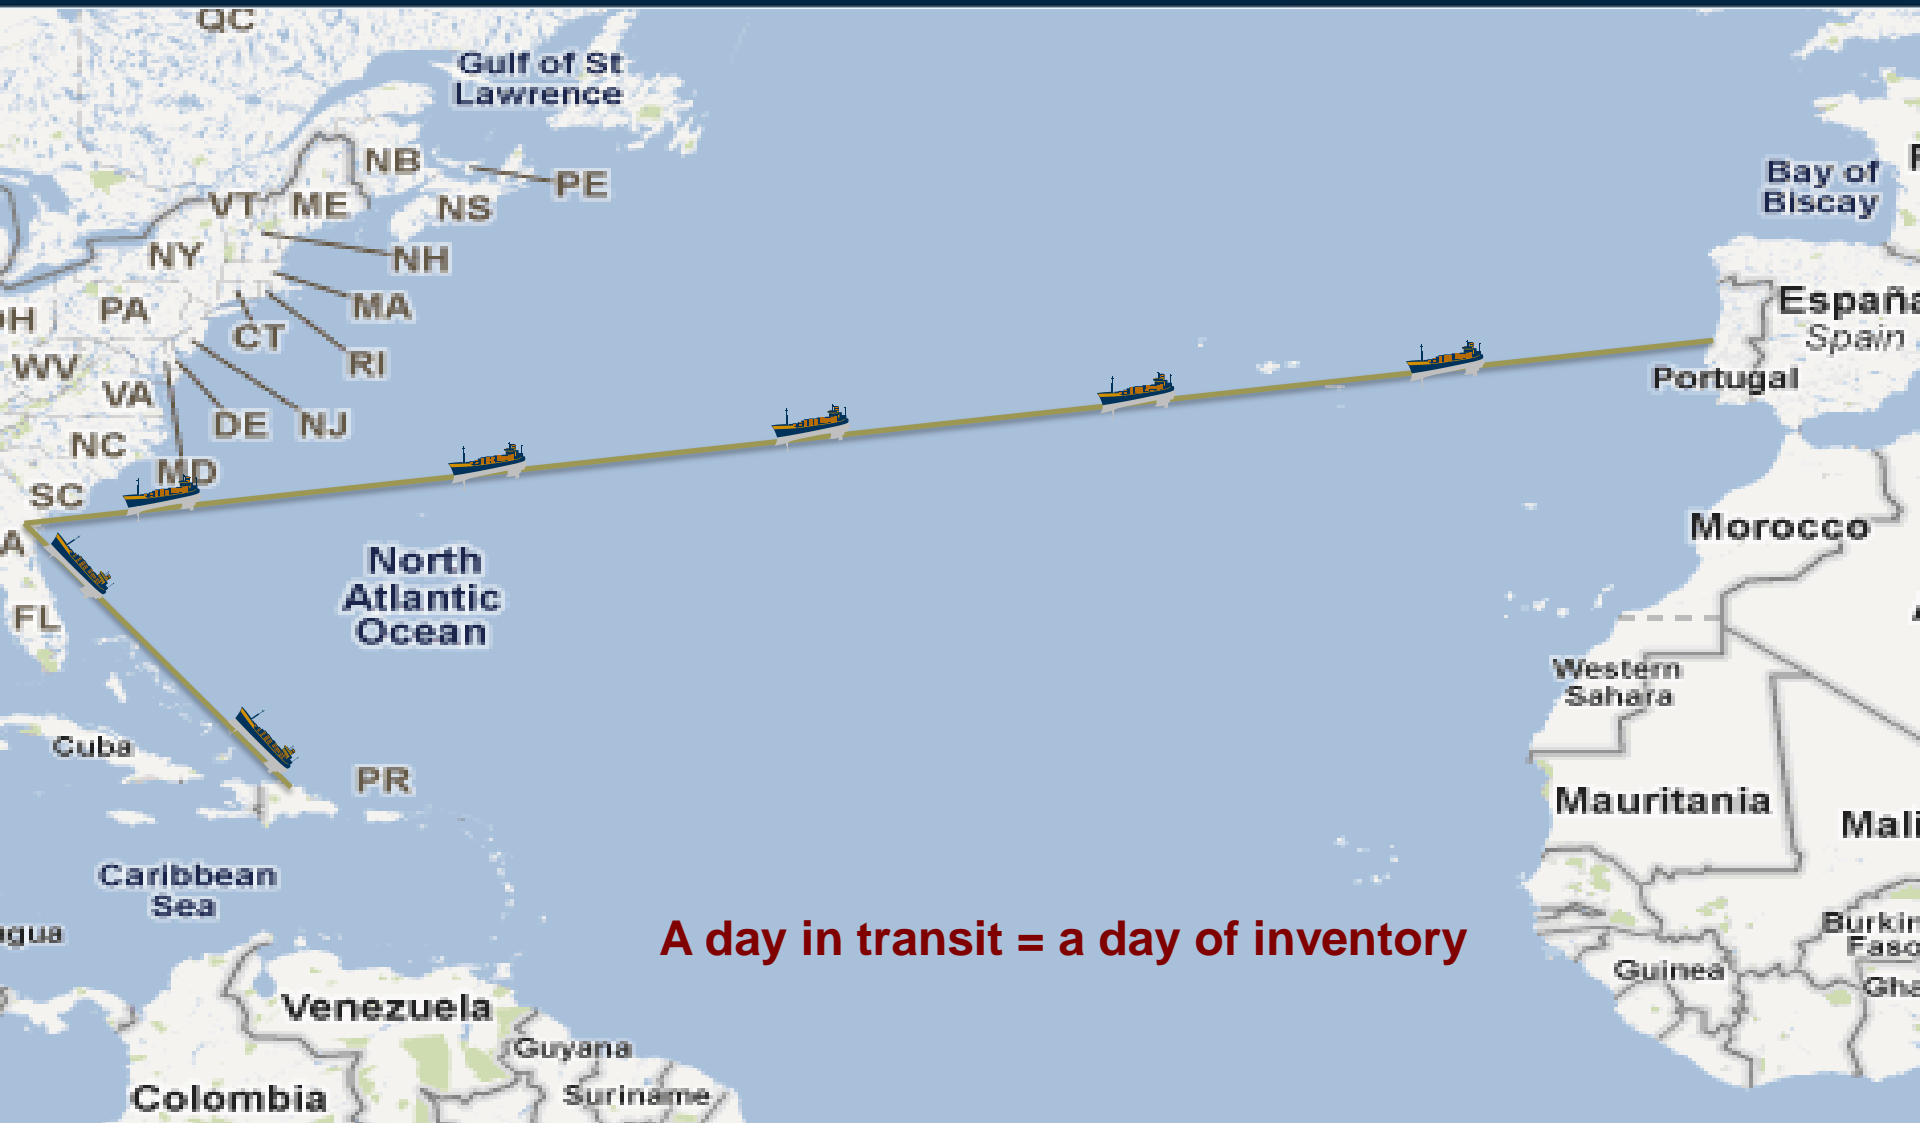 QC
Gulf of St
Lawrence
NB
PE
VT
ME
NS
Bay of
Biscay
NY
NH
PA
MA
España
Spain
CT
RI
WV
VA
Portugal
DE
NJ
NC
MD
SC
Morocco
North
Atlantic
Ocean
FL
Western
Sahara
Cuba
PR
Mauritania
Mali
Caribbean
Sea
A day in transit = a day of inventory
Guinea
Venezuela
Guyana
Suriname
Colombia